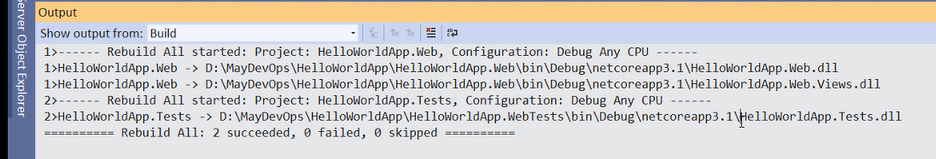 Output
Show output from: Build
1>------ Rebuild All started: Project: HelloWorldApp.Web, Configuration: Debug Any CPU ------
1>HelloWorldApp.Web -> D:\MayDevOps\HelloWorldApp\HelloWorldApp.Web\bin\Debug\netcoreapp3.1\HelloWorldApp.Web.dll
1>HelloWorldApp.Web -> D:\MayDevOps\HelloWorldApp\HelloWorldApp.Web\bin\Debug\netcoreapp3.1\HelloWorldApp.Web.Views.dll
2>------ Rebuild All started: Project: HelloWorldApp.Tests, Configuration: Debug Any CPU ------
2>HelloWorldApp.Tests -> D:\MayDevOps\HelloWorldApp\HelloWorldApp.WebTests\bin\Debug\netcoreapp3.1\HelloWorldApp.Tests.dll
========== Rebuild All: 2 succeeded, 0 failed, 0 skipped ==========
Object Explorer